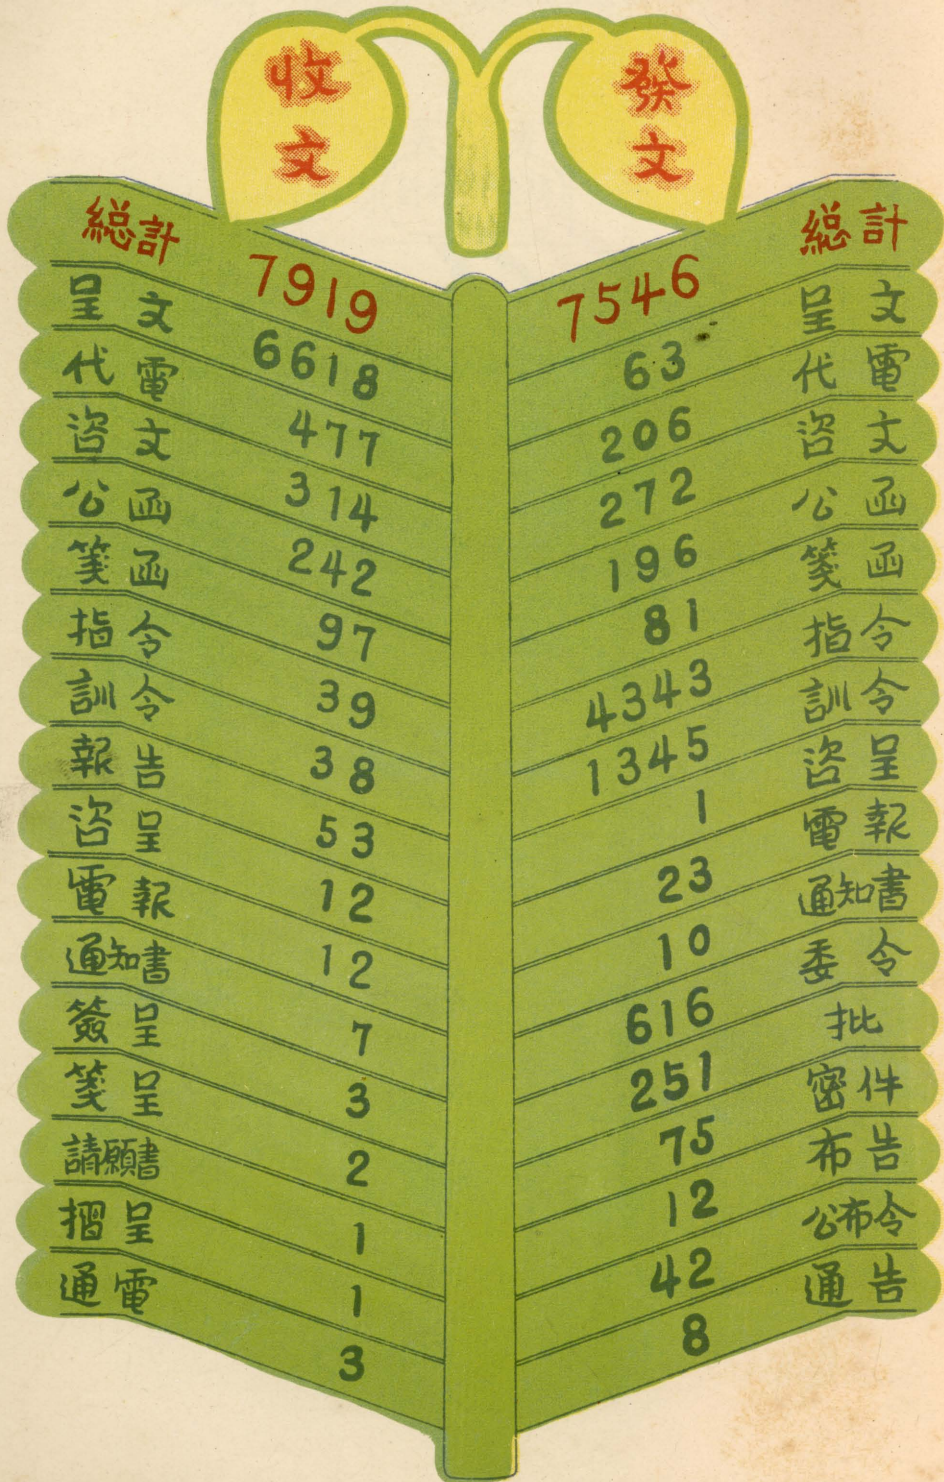 收文
総計 7919
呈文 6618
代電 477
咨文 314
公函 242
箋函 97
指令 39
訓令 38
報告 53
咨呈 12
電報 12
通知書 7
簽呈 3
箋呈 2
請願書 1
摺呈 1
通電 3
發文
総計 7546
呈文 63
代電 206
咨文 272
公函 196
箋函 81
指令 4343
訓令 1345
咨呈 1
電報 23
通知書 10
委令 616
批 251
密件 75
布告 12
公布令 42
通告 8